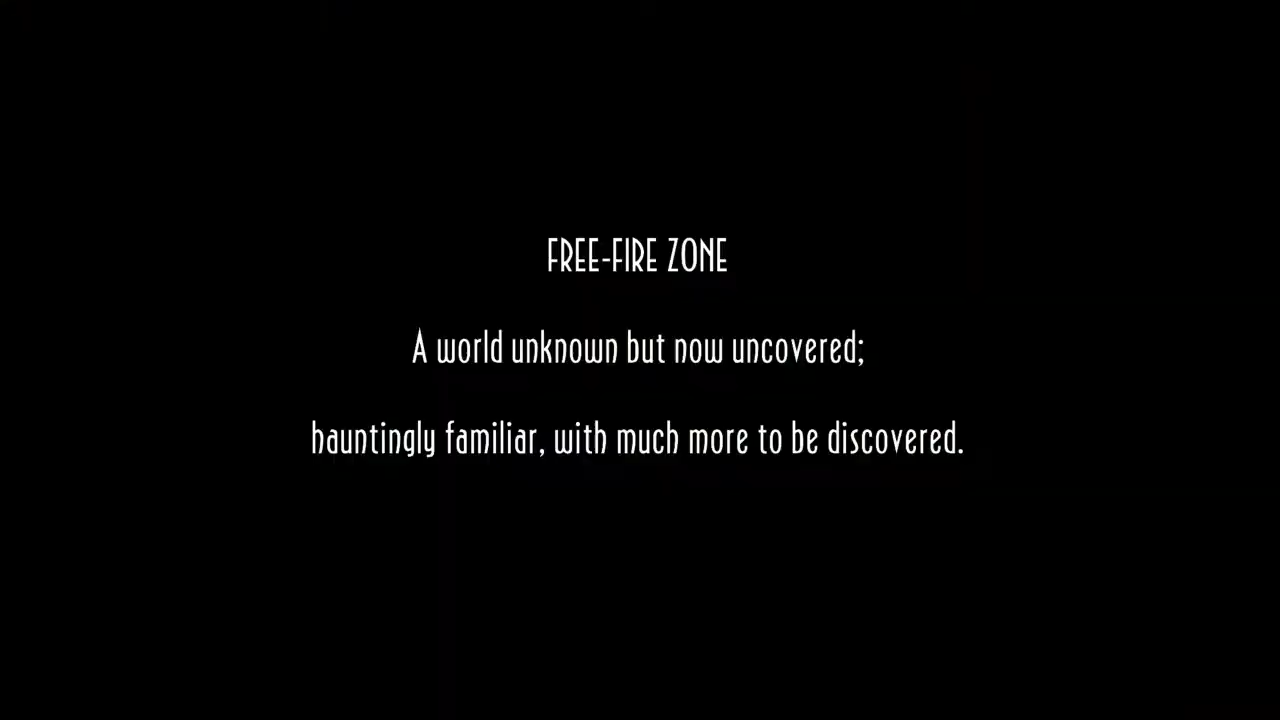 FREE-FIRE ZONE
A world unknown but now uncovered;
hauntingly familiar, with much more to be discovered.